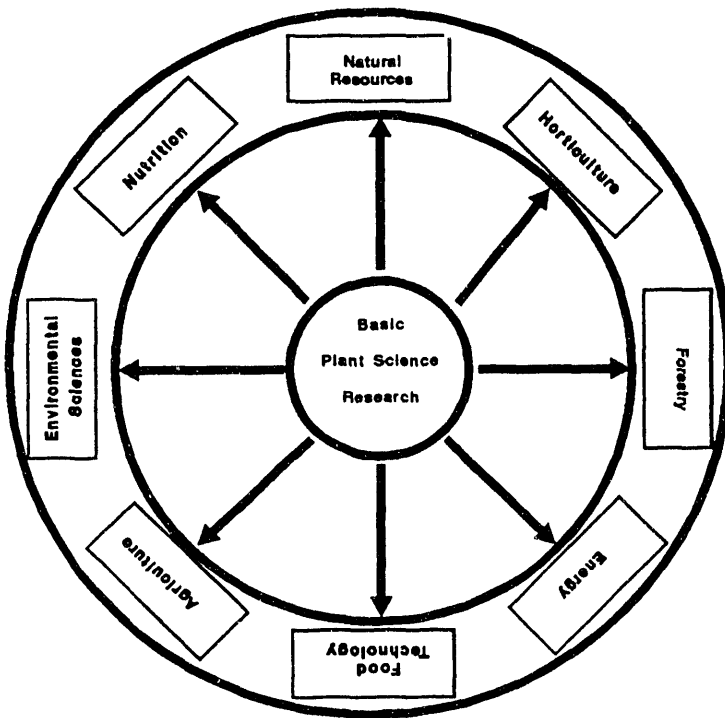 Natural
Resources
Horticulture
Forestry
Energy
Food
Technology
Agriculture
Environmental
Sciences
Nutrition
Basic
Plant Science
Research